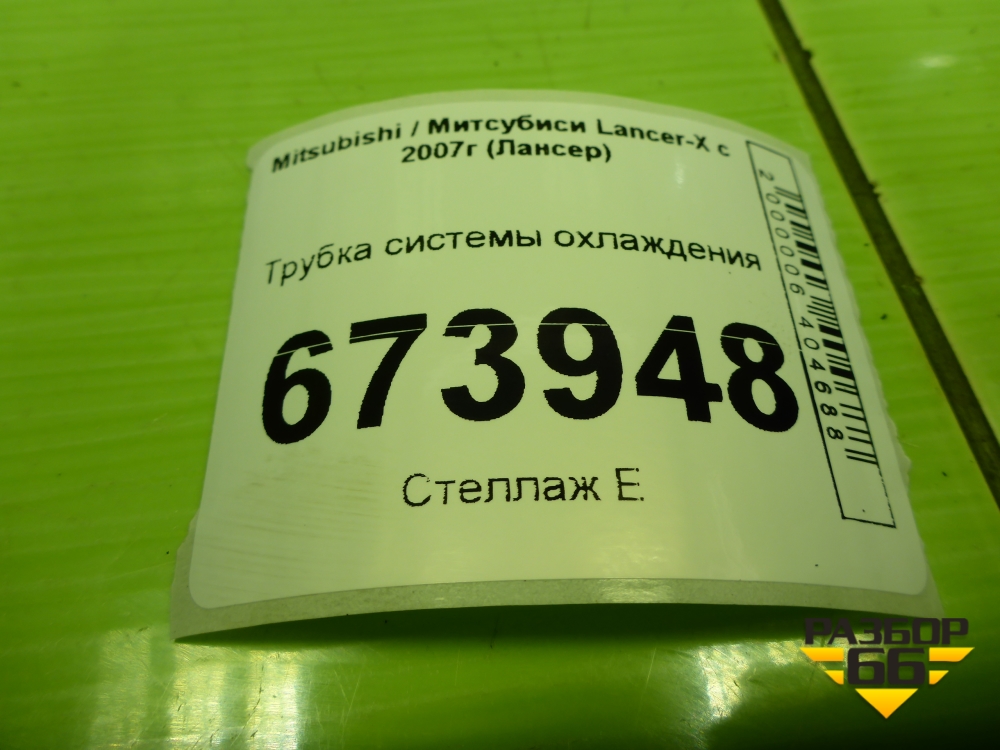 Mitsubishi / Митсубиси Lancer-X с
2007г (Лансер)
Трубка системы охлаждения
673948
Стеллаж Е
2000006404688
РАЗБОР
66